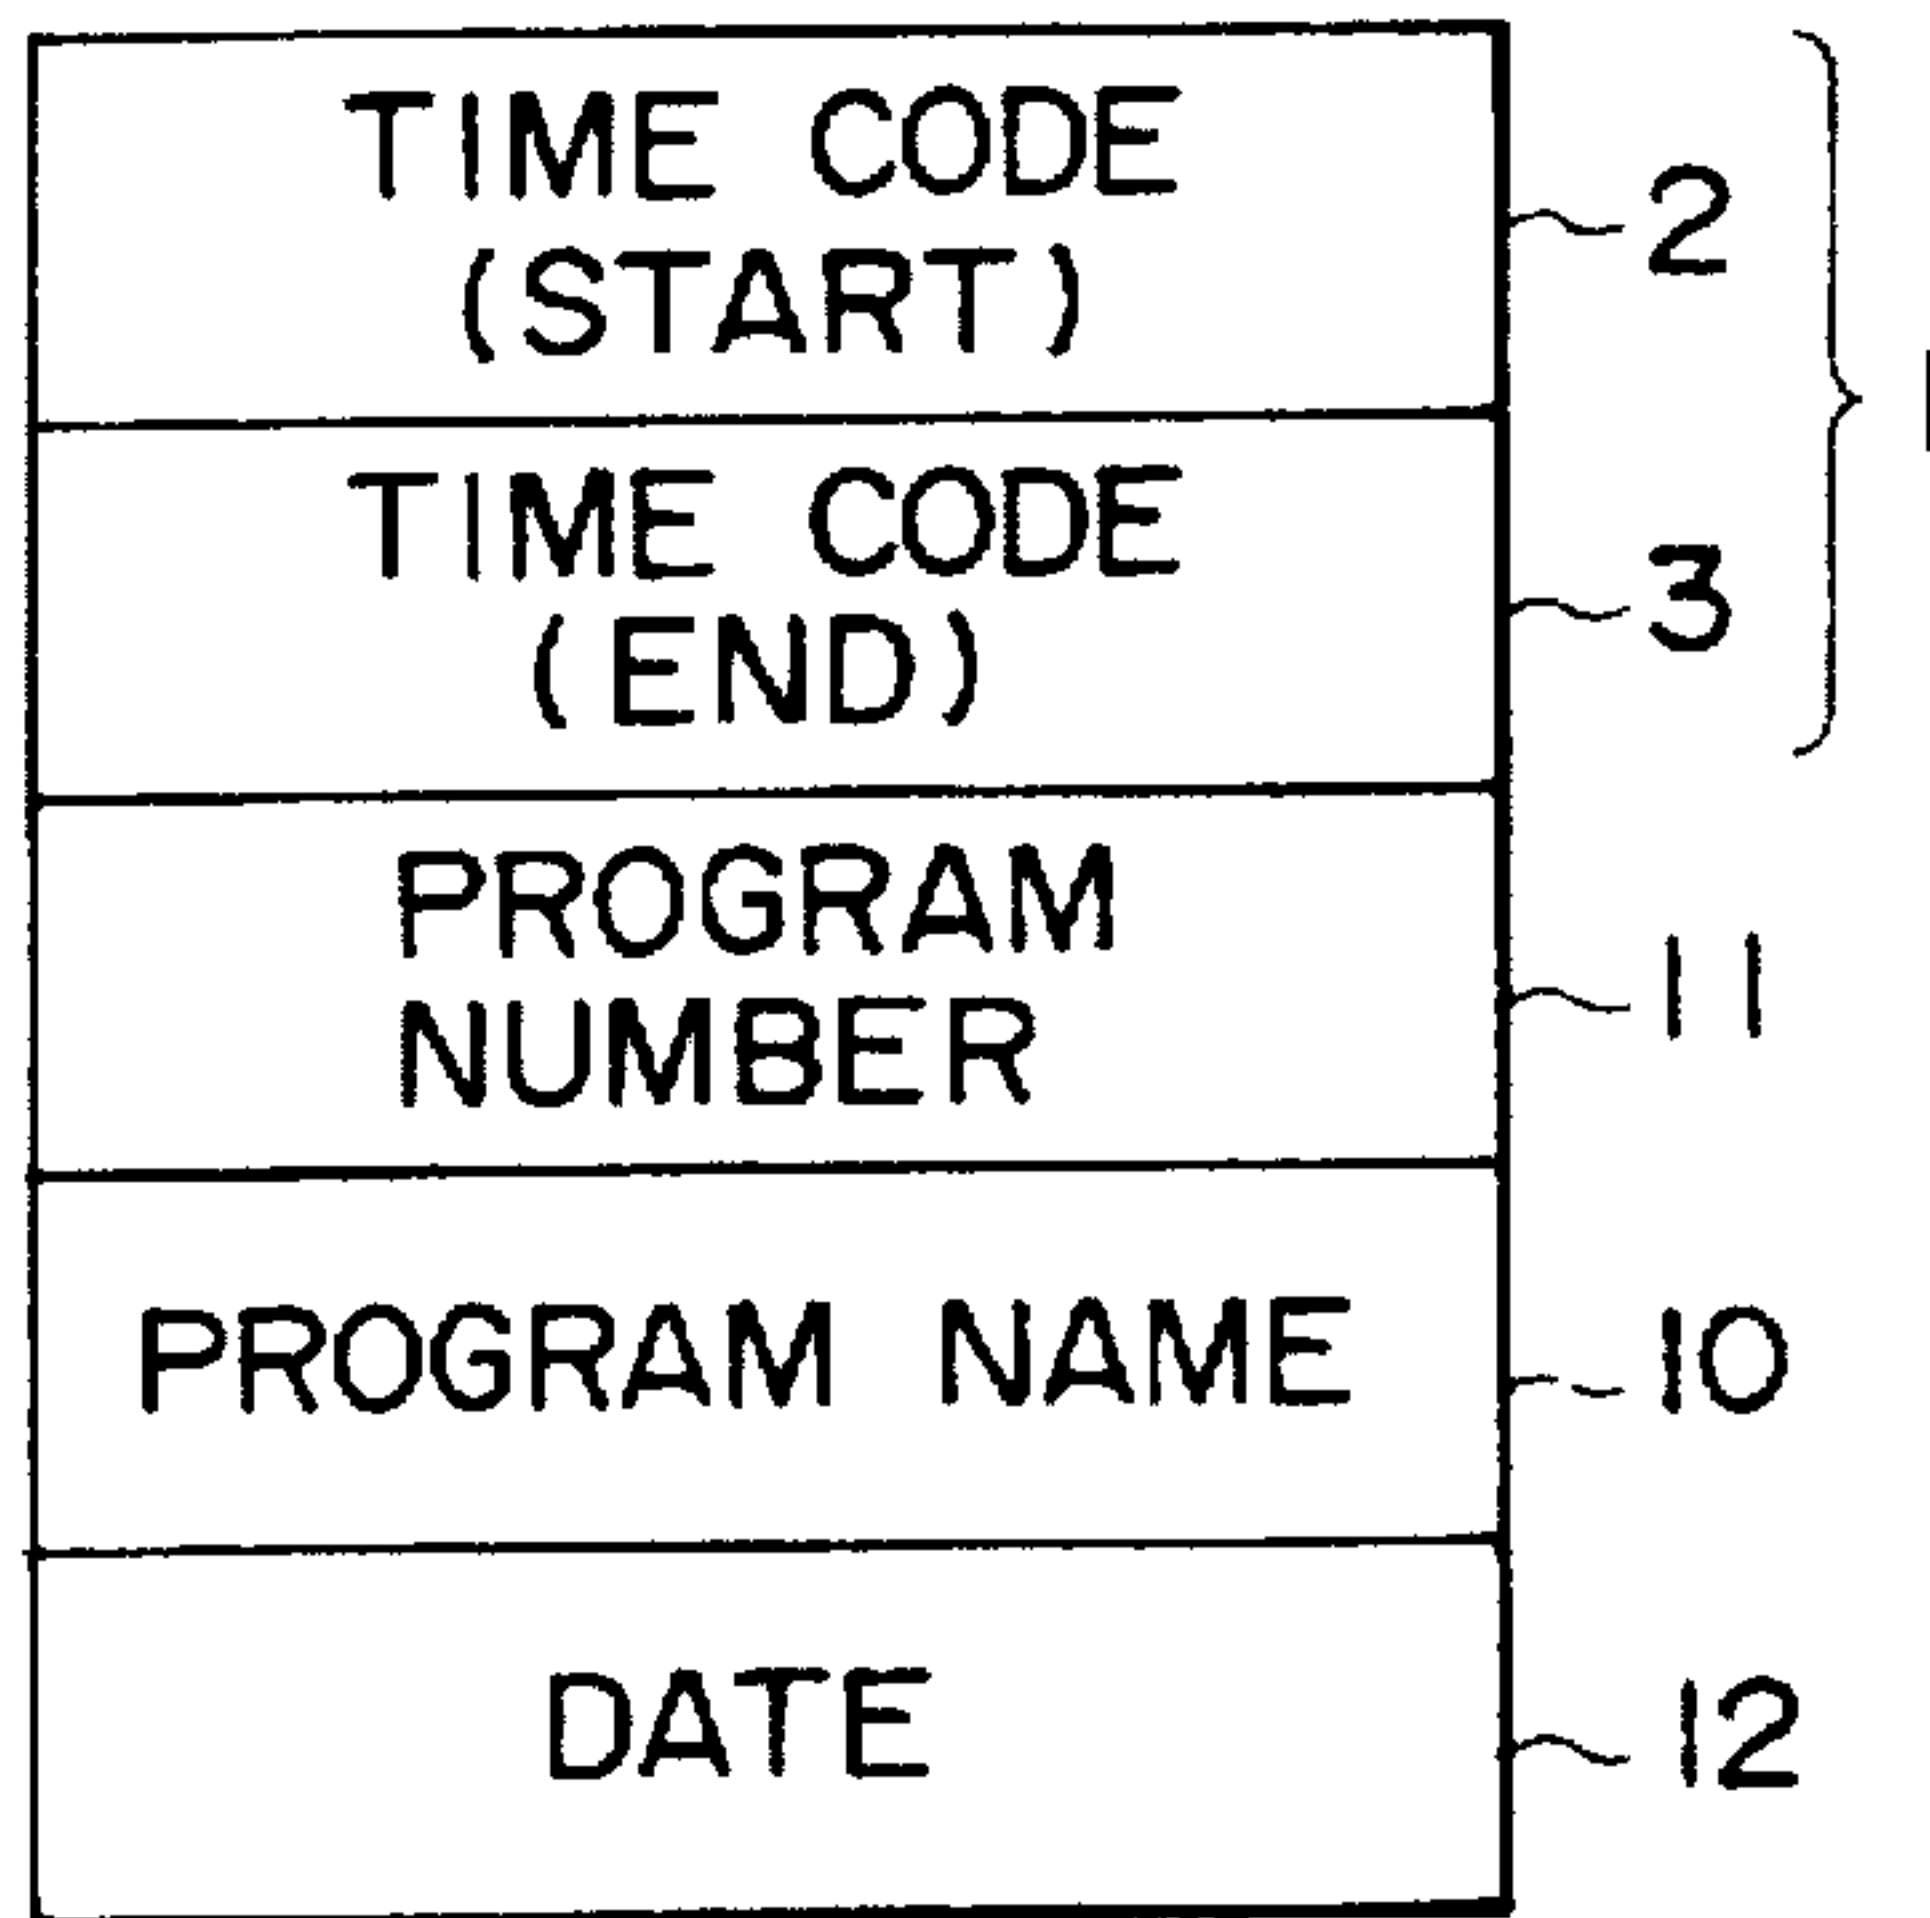 TIME CODE
(START)
2
TIME CODE
(END)
3
PROGRAM
NUMBER
11
PROGRAM NAME
10
DATE
12